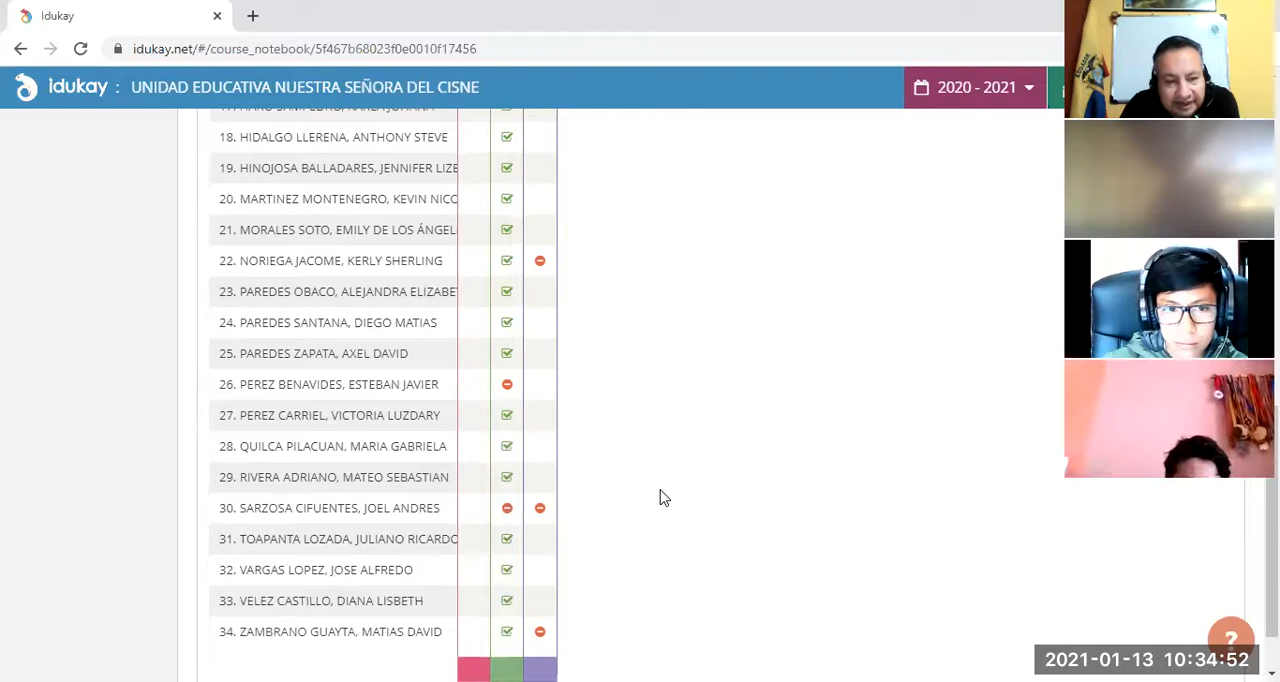 Idukay
idukay.net/#/course_notebook/5f467b68023f0e0010f17456
idukay : UNIDAD EDUCATIVA NUESTRA SEÑORA DEL CISNE
2020 - 2021
18. HIDALGO LLERENA, ANTHONY STEVE
19. HINOJOSA BALLADARES, JENNIFER LIZE
20. MARTINEZ MONTENEGRO, KEVIN NICO
21. MORALES SOTO, EMILY DE LOS ÁNGEL
22. NORIEGA JACOME, KERLY SHERLING
23. PAREDES OBACO, ALEJANDRA ELIZABE
24. PAREDES SANTANA, DIEGO MATIAS
25. PAREDES ZAPATA, AXEL DAVID
26. PEREZ BENAVIDES, ESTEBAN JAVIER
27. PEREZ CARRIEL, VICTORIA LUZDARY
28. QUILCA PILACUAN, MARIA GABRIELA
29. RIVERA ADRIANO, MATEO SEBASTIAN
30. SARZOSA CIFUENTES, JOEL ANDRES
31. TOAPANTA LOZADA, JULIANO RICARDO
32. VARGAS LOPEZ, JOSE ALFREDO
33. VELEZ CASTILLO, DIANA LISBETH
34. ZAMBRANO GUAYTA, MATIAS DAVID
?
2021-01-13 10:34:52